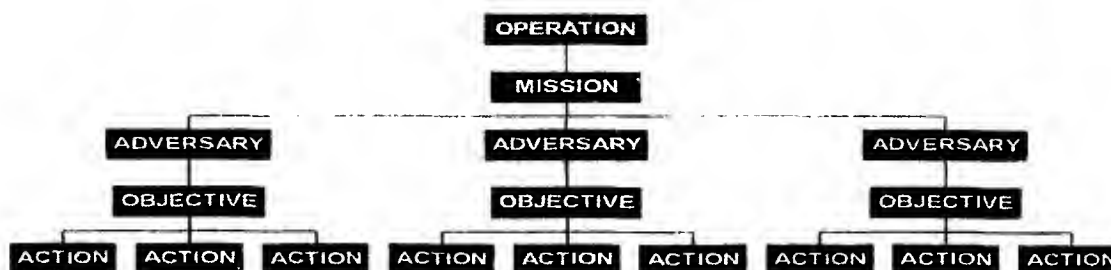 OPERATION
MISSION
ADVERSARY ADVERSARY ADVERSARY
OBJECTIVE OBJECTIVE OBJECTIVE
ACTION ACTION ACTION ACTION ACTION ACTION ACTION ACTION ACTION